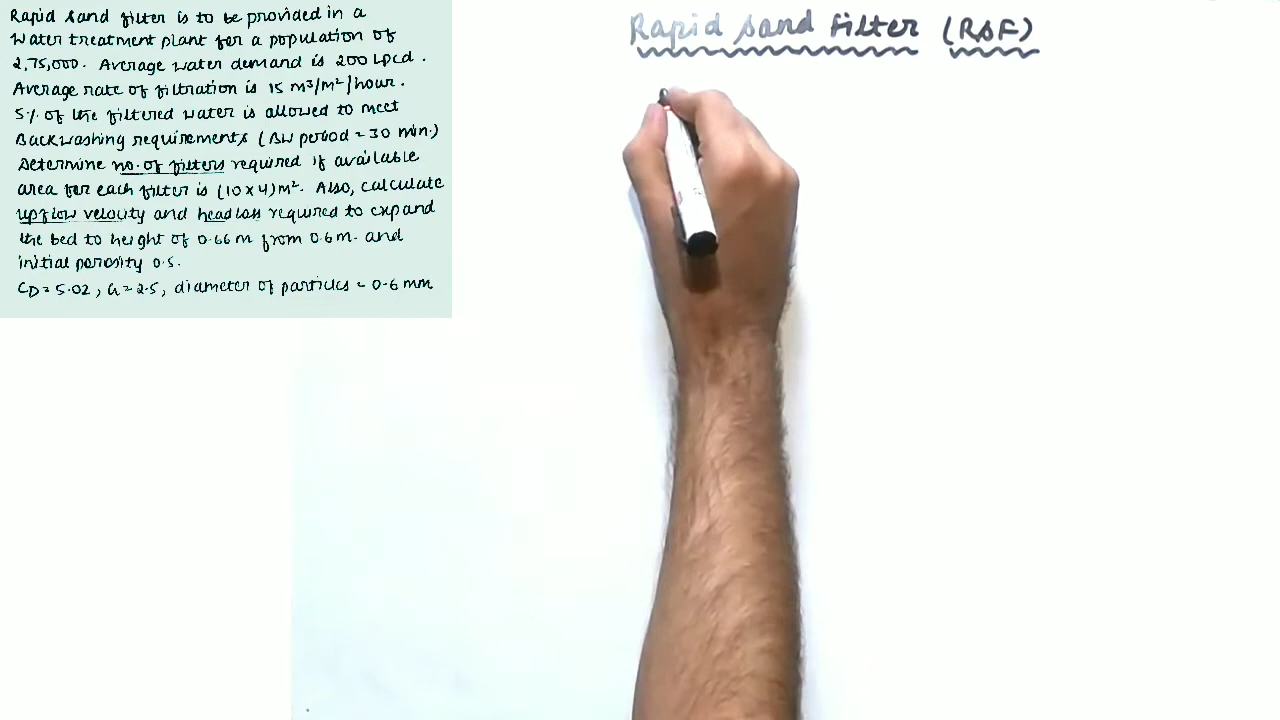 Rapid sand filter is to be provided in a
water treatment plant for a population of
2,75,000. Average water demand is 200 Lpcd.
Average rate of filtration is 15 m³/m²/hour.
5% of the filtered water is allowed to meet
Backwashing requirements (BW period = 30 min.)
Determine no. of filters required if available
area for each filter is (10 x 4) m². Also, calculate
upflow velocity and headloss required to expand
the bed to height of 0.66 m from 0.6 m. and
initial porosity 0.5.
CD = 5.02, G = 2.5, diameter of particles = 0.6 mm
Rapid Sand Filter (RSF)